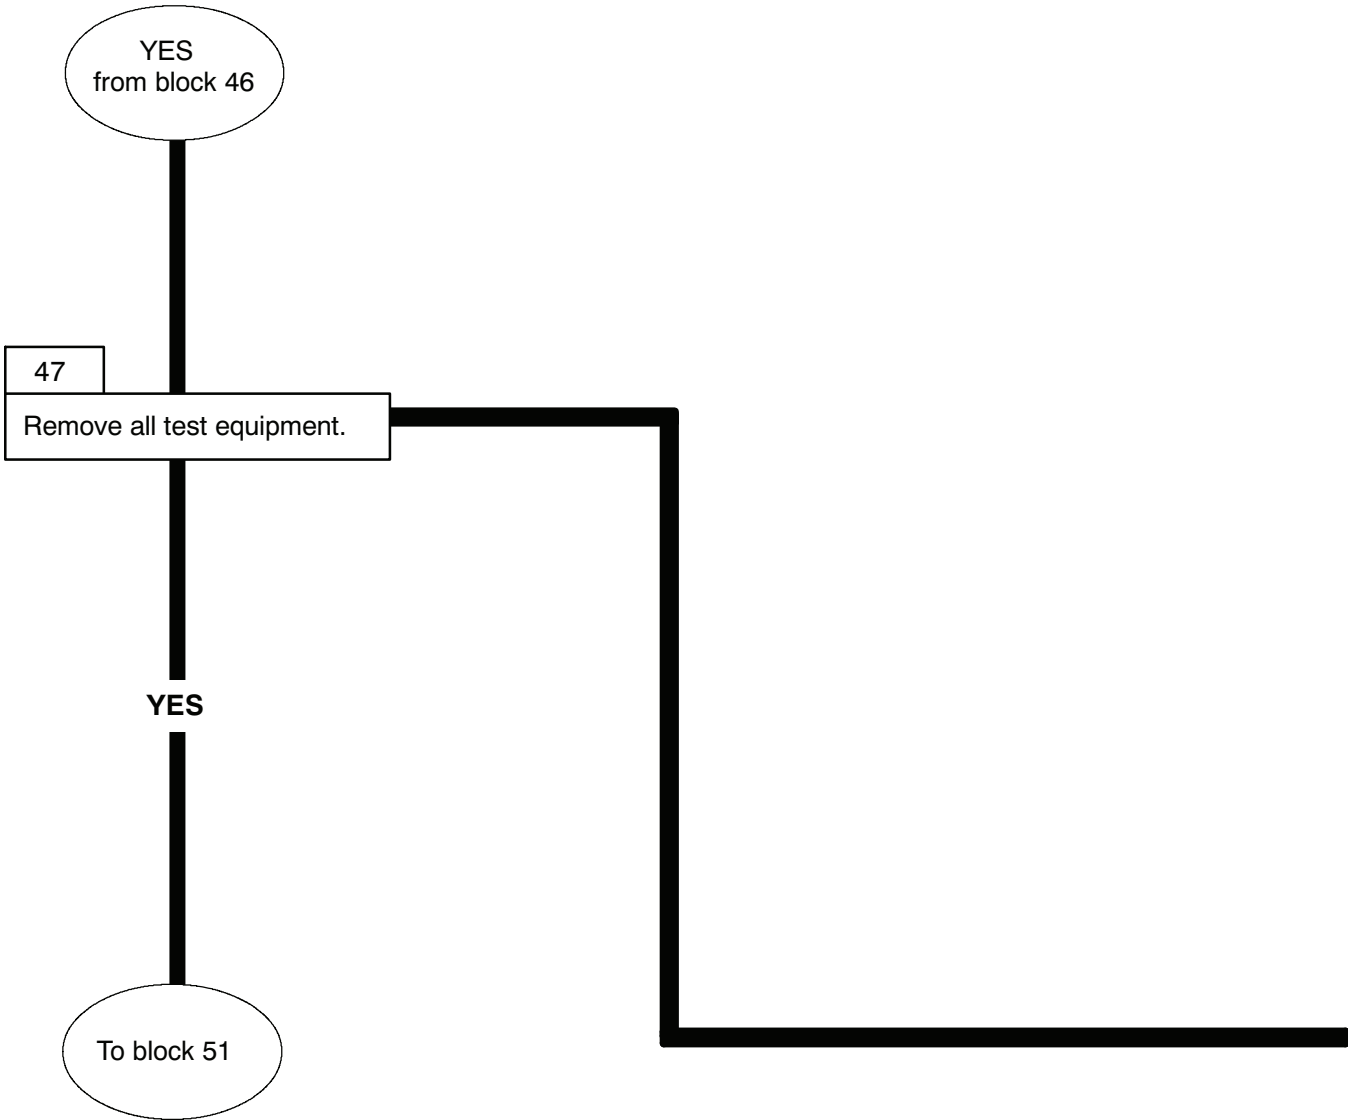 YES
from block 46
47
Remove all test equipment.
YES
To block 51